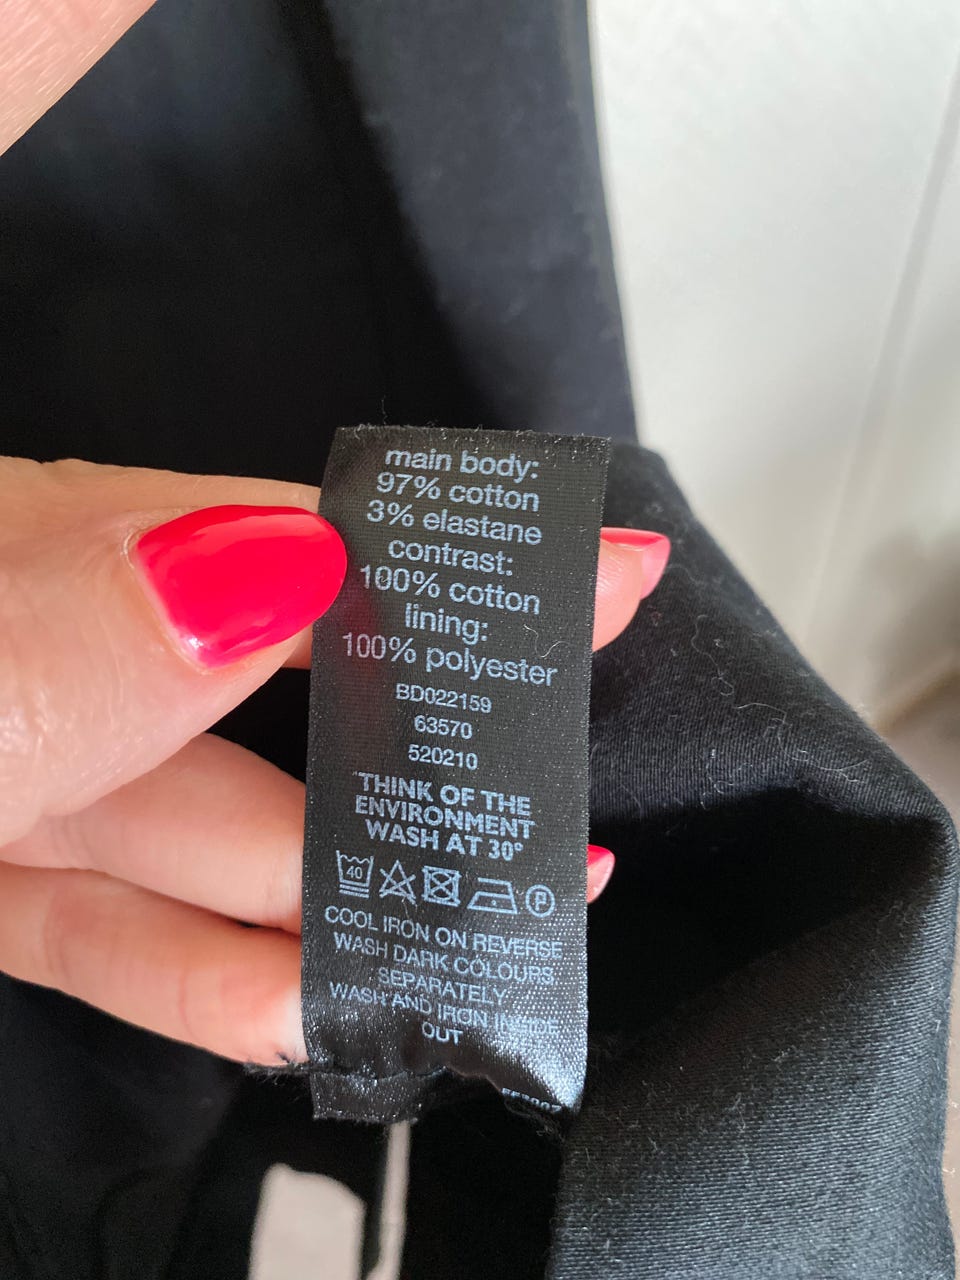 main body:
97% cotton
3% elastane
contrast:
100% cotton
lining:
100% polyester
BD022159
63570
520210
THINK OF THE
ENVIRONMENT
WASH AT 30°
40 P
COOL IRON ON REVERSE
WASH DARK COLOURS
SEPARATELY
WASH AND IRON INSIDE
OUT